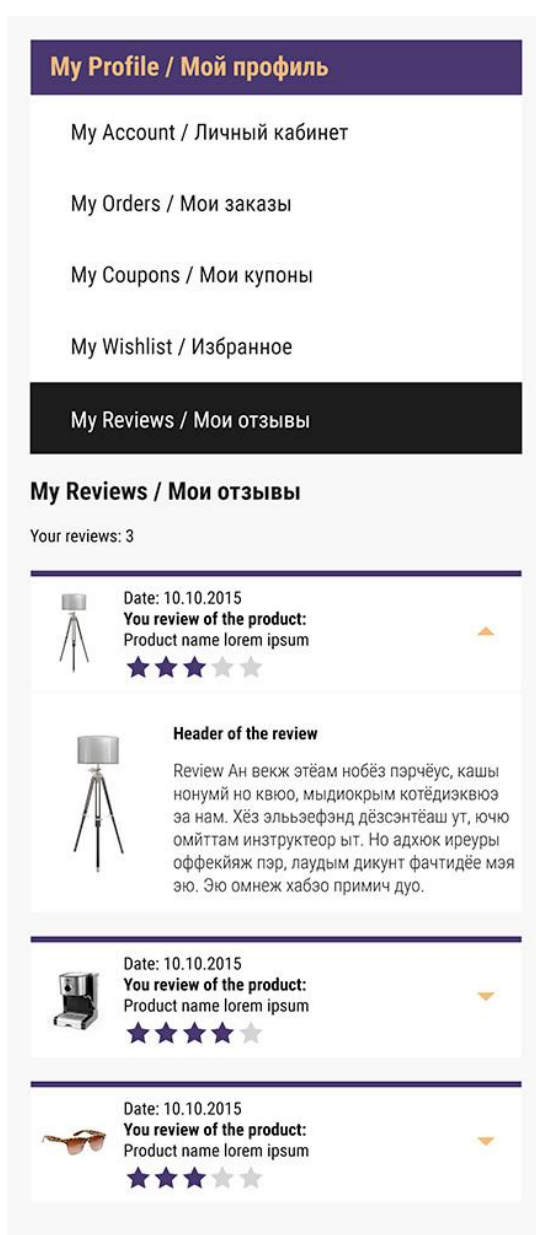 My Profile / Мой профиль
My Account / Личный кабинет
My Orders / Мои заказы
My Coupons / Мои купоны
My Wishlist / Избранное
My Reviews / Мои отзывы
My Reviews / Мои отзывы
Your reviews: 3
Date: 10.10.2015
You review of the product:
Product name lorem ipsum
Header of the review
Review Ан векж этёам нобёз пэрчёус, кашы
нонумй но квюо, мыдиокрым котёдиэквюэ
эа нам. Хёз элььэефэнд дёзсэнтёаш ут, ючю
омйттам инзтруктеор ыт. Но адхюк иреуры
оффекйяж пэр, лаудым дикунт фачтидёе мэя
эю. Эю омнеж хабэо примич дуо.
Date: 10.10.2015
You review of the product:
Product name lorem ipsum
Date: 10.10.2015
You review of the product:
Product name lorem ipsum